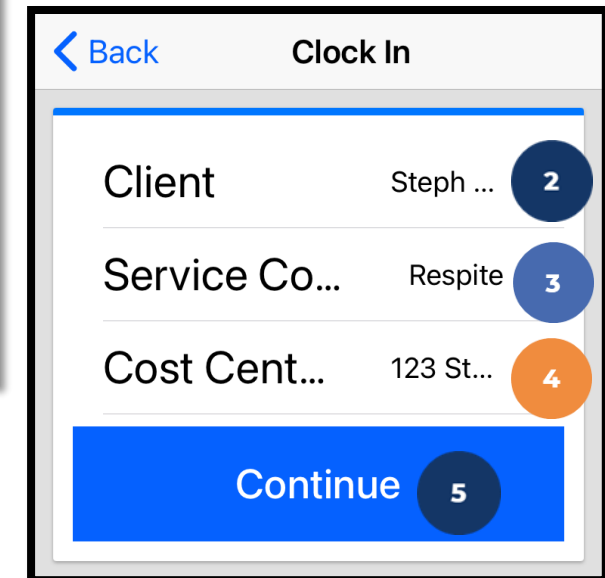 Back Clock In
Client Steph ... 2
Service Co... Respite 3
Cost Cent... 123 St... 4
Continue 5